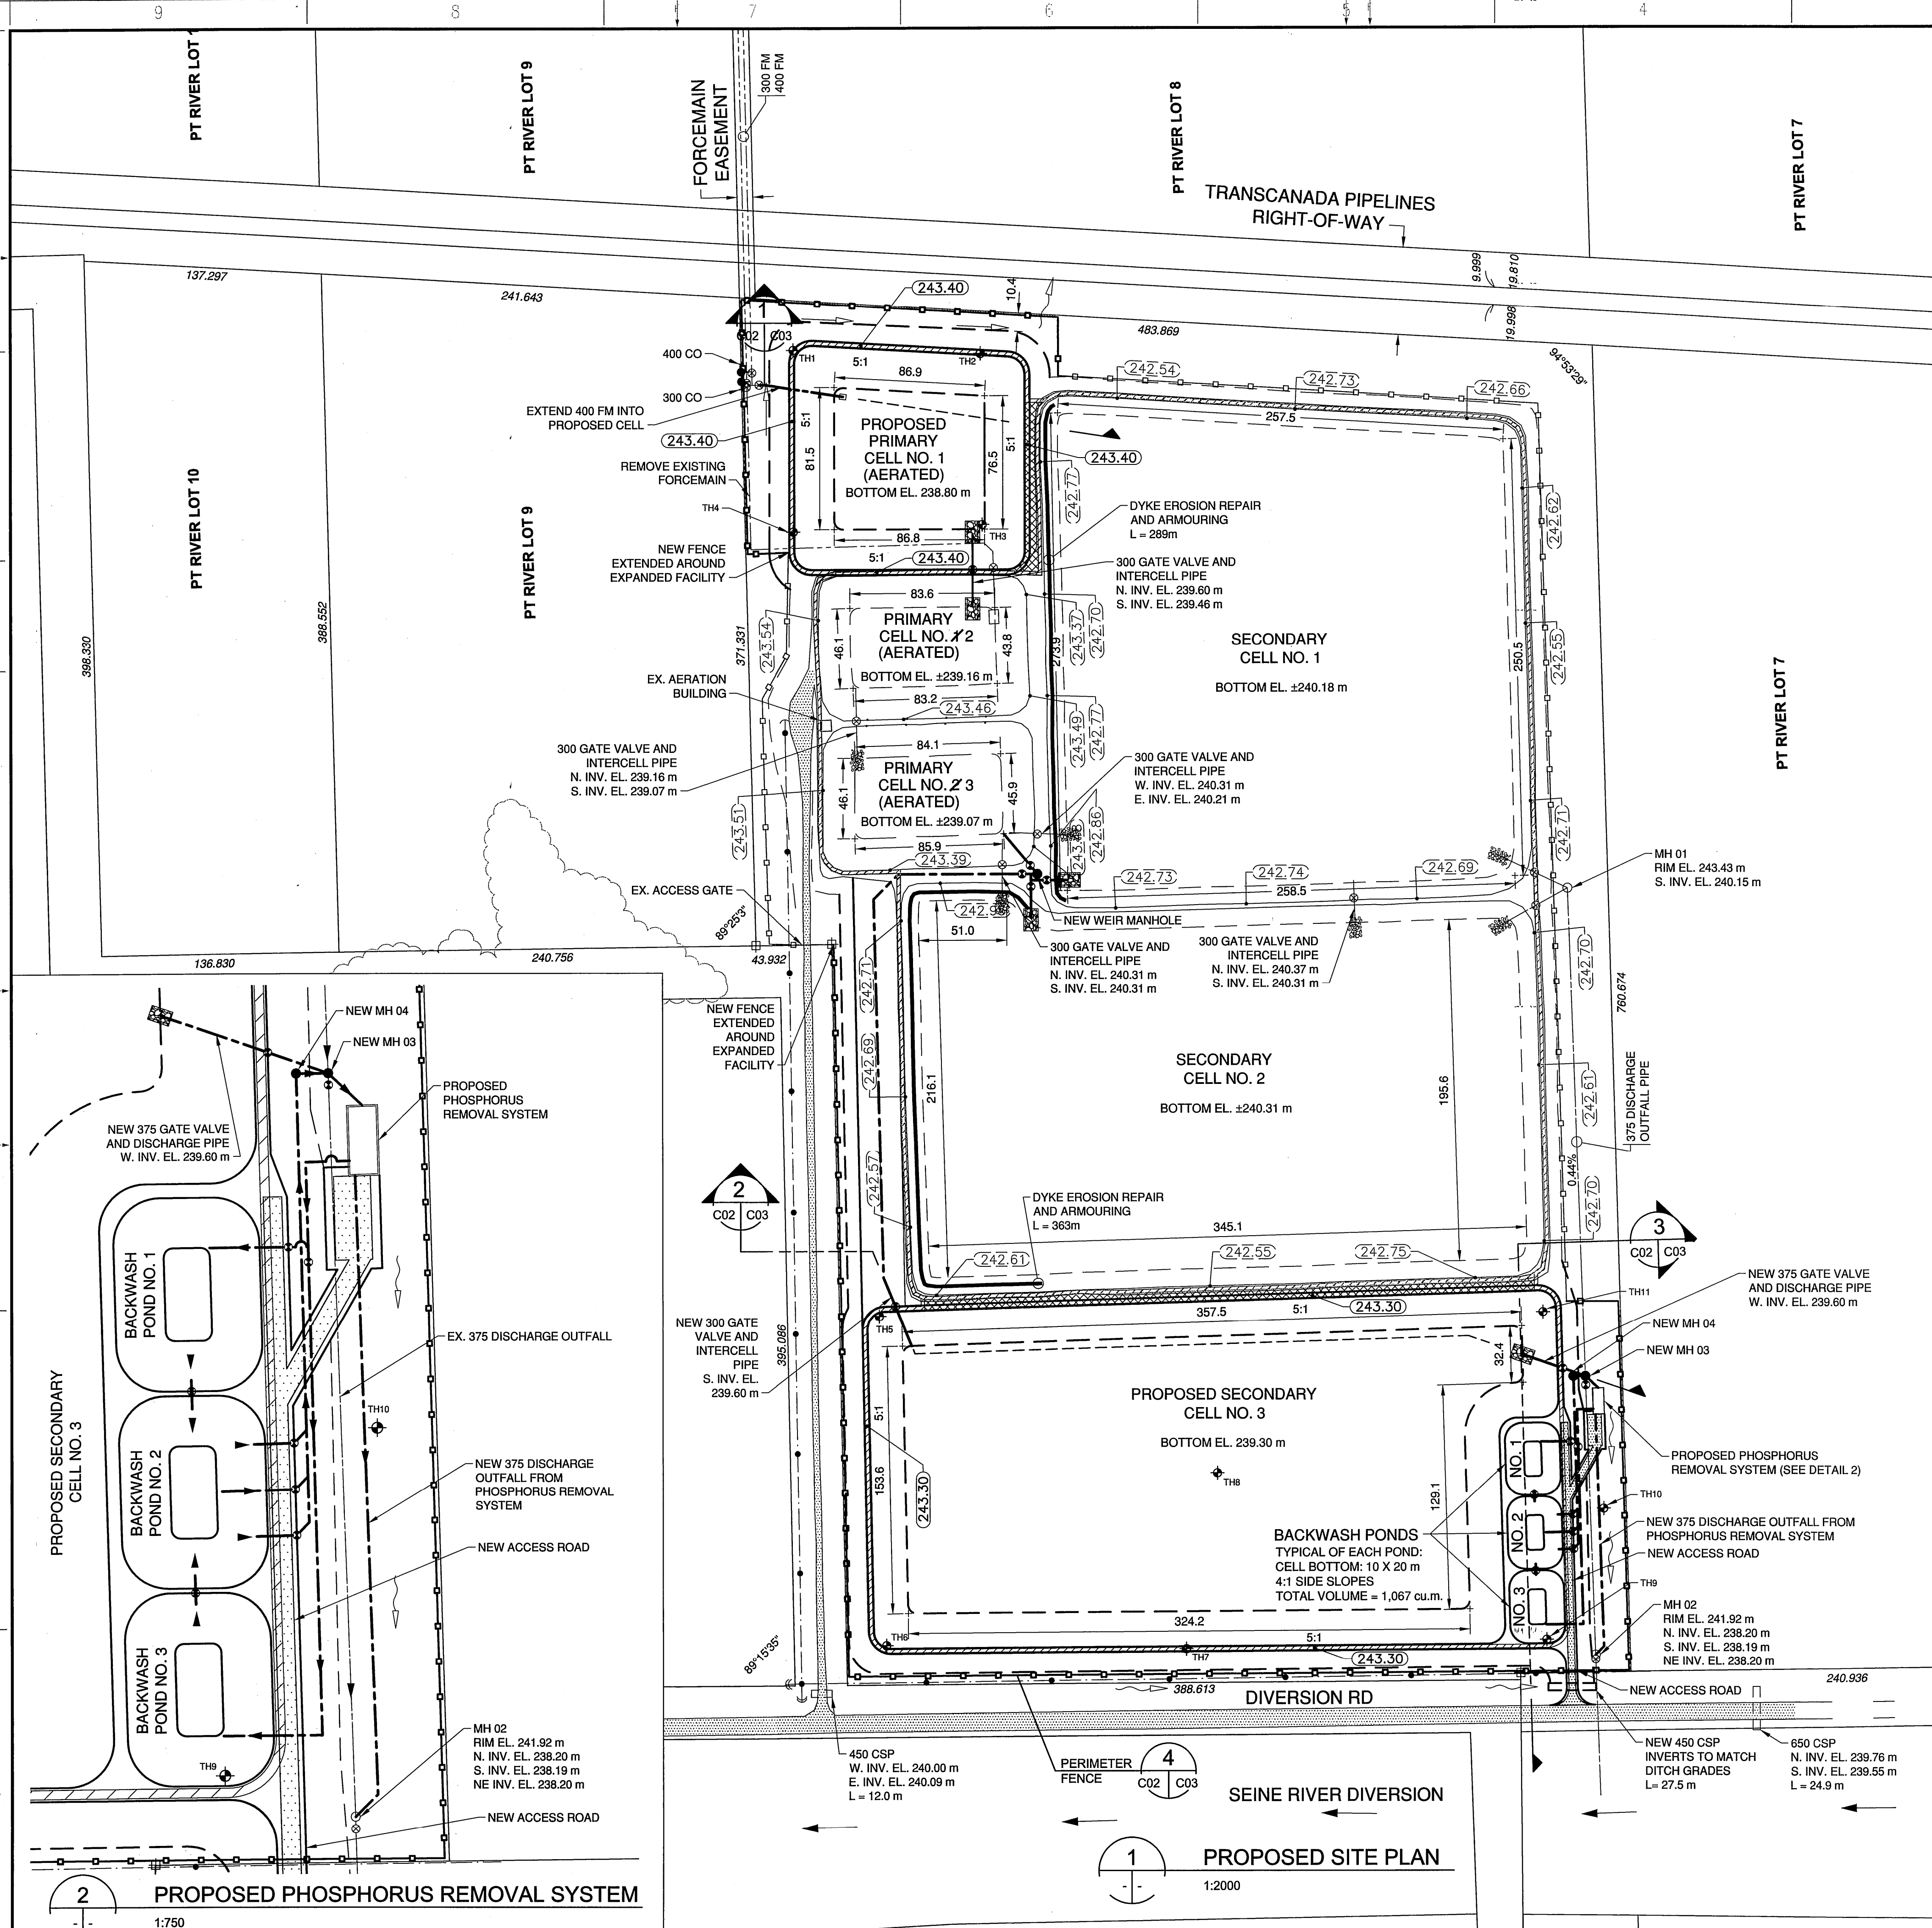 9
8
7
6
5
4
PT RIVER LOT 9
FORCEMAIN
EASEMENT
300 FM
400 FM
PT RIVER LOT 8
PT RIVER LOT 7
TRANSCANADA PIPELINES
RIGHT-OF-WAY
137.297
241.643
483.869
9.999
19.810
19.998
94°53'29"
10.4
243.40
1
C03
400 CO
300 CO
EXTEND 400 FM INTO
PROPOSED CELL
243.40
REMOVE EXISTING
FORCEMAIN
TH4
NEW FENCE
EXTENDED AROUND
EXPANDED FACILITY
TH1
5:1
TH2
86.9
5:1
81.5
PROPOSED
PRIMARY
CELL NO. 1
(AERATED)
BOTTOM EL. 238.80 m
76.5
5:1
243.40
86.8
TH3
5:1
243.40
242.54
242.73
242.66
257.5
242.77
242.62
DYKE EROSION REPAIR
AND ARMOURING
L = 289m
300 GATE VALVE AND
INTERCELL PIPE
N. INV. EL. 239.60 m
S. INV. EL. 239.46 m
PT RIVER LOT 10
PT RIVER LOT 9
398.330
388.552
371.331
243.54
83.6
46.1
PRIMARY
CELL NO. 1 2
(AERATED)
BOTTOM EL. ±239.16 m
43.8
83.2
243.46
243.37
242.70
273.9
SECONDARY
CELL NO. 1
BOTTOM EL. ±240.18 m
250.5
242.55
PT RIVER LOT 7
EX. AERATION
BUILDING
300 GATE VALVE AND
INTERCELL PIPE
N. INV. EL. 239.16 m
S. INV. EL. 239.07 m
243.51
84.1
46.1
PRIMARY
CELL NO. 2 3
(AERATED)
BOTTOM EL. ±239.07 m
45.9
85.9
243.39
243.49
242.77
242.86
300 GATE VALVE AND
INTERCELL PIPE
W. INV. EL. 240.31 m
E. INV. EL. 240.21 m
242.71
MH 01
RIM EL. 243.43 m
S. INV. EL. 240.15 m
EX. ACCESS GATE
89°25'3"
242.73
242.74
242.69
258.5
NEW WEIR MANHOLE
51.0
300 GATE VALVE AND
INTERCELL PIPE
N. INV. EL. 240.31 m
S. INV. EL. 240.31 m
300 GATE VALVE AND
INTERCELL PIPE
N. INV. EL. 240.37 m
S. INV. EL. 240.31 m
242.70
760.674
136.830
240.756
43.932
242.71
NEW FENCE
EXTENDED
AROUND
EXPANDED
FACILITY
242.69
216.1
SECONDARY
CELL NO. 2
BOTTOM EL. ±240.31 m
195.6
242.61
375 DISCHARGE
OUTFALL PIPE
0.44%
242.70
2
C02
C03
242.57
DYKE EROSION REPAIR
AND ARMOURING
L = 363m
345.1
242.61
242.55
242.75
3
C02
C03
NEW 375 GATE VALVE
AND DISCHARGE PIPE
W. INV. EL. 239.60 m
TH11
NEW MH 04
NEW MH 03
357.5
5:1
243.30
TH5
NEW 300 GATE
VALVE AND
INTERCELL
PIPE
S. INV. EL.
239.60 m
395.086
32.4
5:1
153.6
243.30
PROPOSED SECONDARY
CELL NO. 3
BOTTOM EL. 239.30 m
TH8
129.1
NO. 1
NO. 2
NO. 3
BACKWASH PONDS
TYPICAL OF EACH POND:
CELL BOTTOM: 10 X 20 m
4:1 SIDE SLOPES
TOTAL VOLUME = 1,067 cu.m.
PROPOSED PHOSPHORUS
REMOVAL SYSTEM (SEE DETAIL 2)
TH10
NEW 375 DISCHARGE OUTFALL FROM
PHOSPHORUS REMOVAL SYSTEM
NEW ACCESS ROAD
TH9
MH 02
RIM EL. 241.92 m
N. INV. EL. 238.20 m
S. INV. EL. 238.19 m
NE INV. EL. 238.20 m
324.2
5:1
TH6
TH7
243.30
89°15'35"
388.613
DIVERSION RD
NEW ACCESS ROAD
240.936
450 CSP
W. INV. EL. 240.00 m
E. INV. EL. 240.09 m
L = 12.0 m
PERIMETER
FENCE
4
C02
C03
SEINE RIVER DIVERSION
NEW 450 CSP
INVERTS TO MATCH
DITCH GRADES
L= 27.5 m
650 CSP
N. INV. EL. 239.76 m
S. INV. EL. 239.55 m
L = 24.9 m
1
PROPOSED SITE PLAN
1:2000
NEW MH 04
NEW MH 03
PROPOSED
PHOSPHORUS
REMOVAL SYSTEM
NEW 375 GATE VALVE
AND DISCHARGE PIPE
W. INV. EL. 239.60 m
BACKWASH
POND NO. 1
EX. 375 DISCHARGE OUTFALL
PROPOSED SECONDARY
CELL NO. 3
BACKWASH
POND NO. 2
TH10
NEW 375 DISCHARGE
OUTFALL FROM
PHOSPHORUS REMOVAL
SYSTEM
NEW ACCESS ROAD
BACKWASH
POND NO. 3
TH9
MH 02
RIM EL. 241.92 m
N. INV. EL. 238.20 m
S. INV. EL. 238.19 m
NE INV. EL. 238.20 m
NEW ACCESS ROAD
2
PROPOSED PHOSPHORUS REMOVAL SYSTEM
1:750